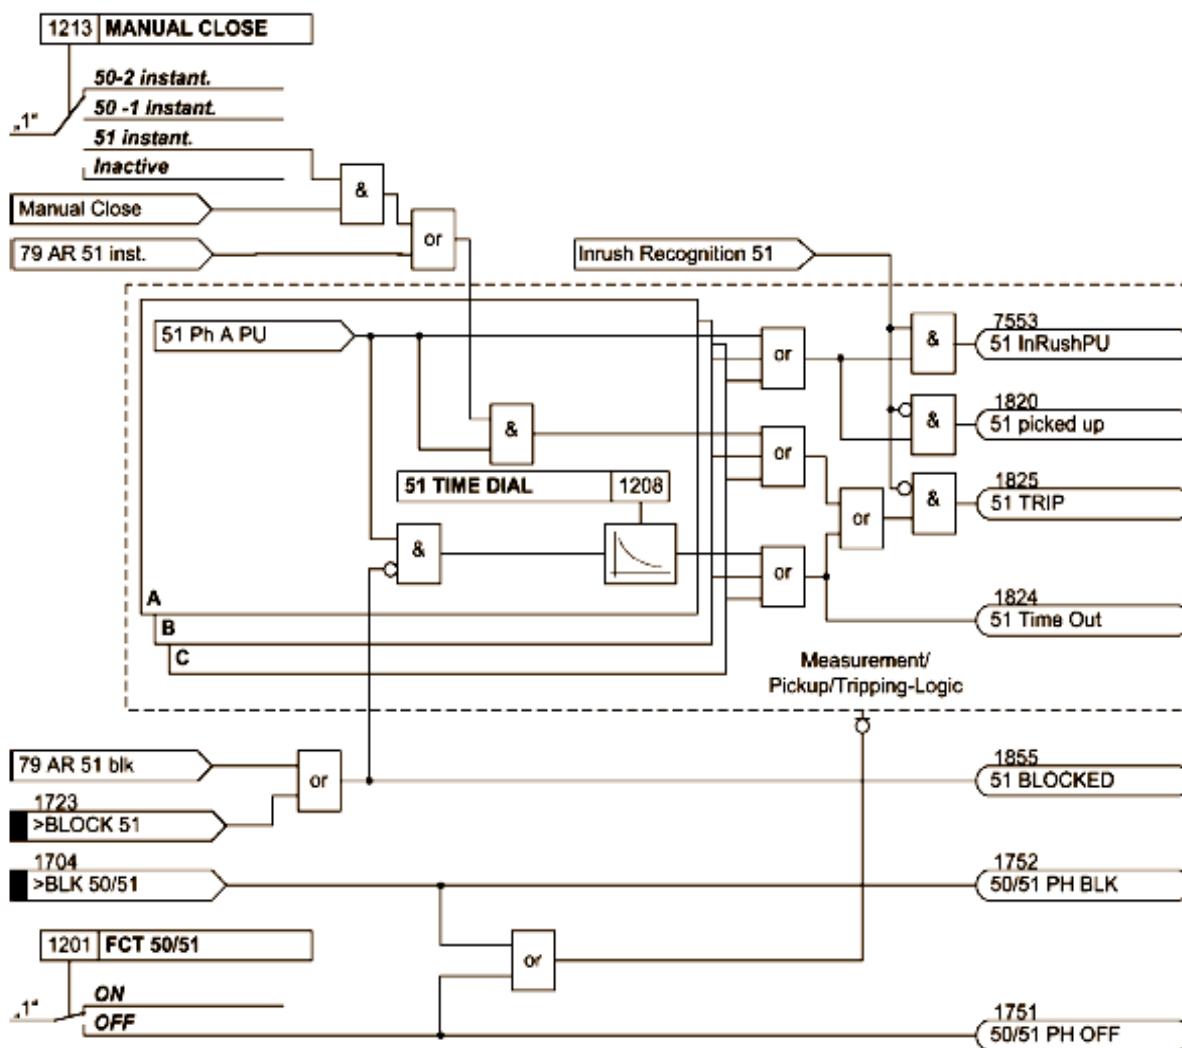 1213 MANUAL CLOSE
50-2 instant.
50 -1 instant.
„1“
51 instant.
Inactive
&
Manual Close
or
79 AR 51 inst.
Inrush Recognition 51
7553
51 Ph A PU
or
&
51 InRushPU
1820
&
or
&
51 picked up
51 TIME DIAL 1208
1825
or
&
51 TRIP
&
or
A
1824
B
51 Time Out
C
Measurement/
Pickup/Tripping-Logic
79 AR 51 blk
or
1855
51 BLOCKED
1723
>BLOCK 51
1704
>BLK 50/51
1752
50/51 PH BLK
1201 FCT 50/51
or
ON
„1“
OFF
1751
50/51 PH OFF